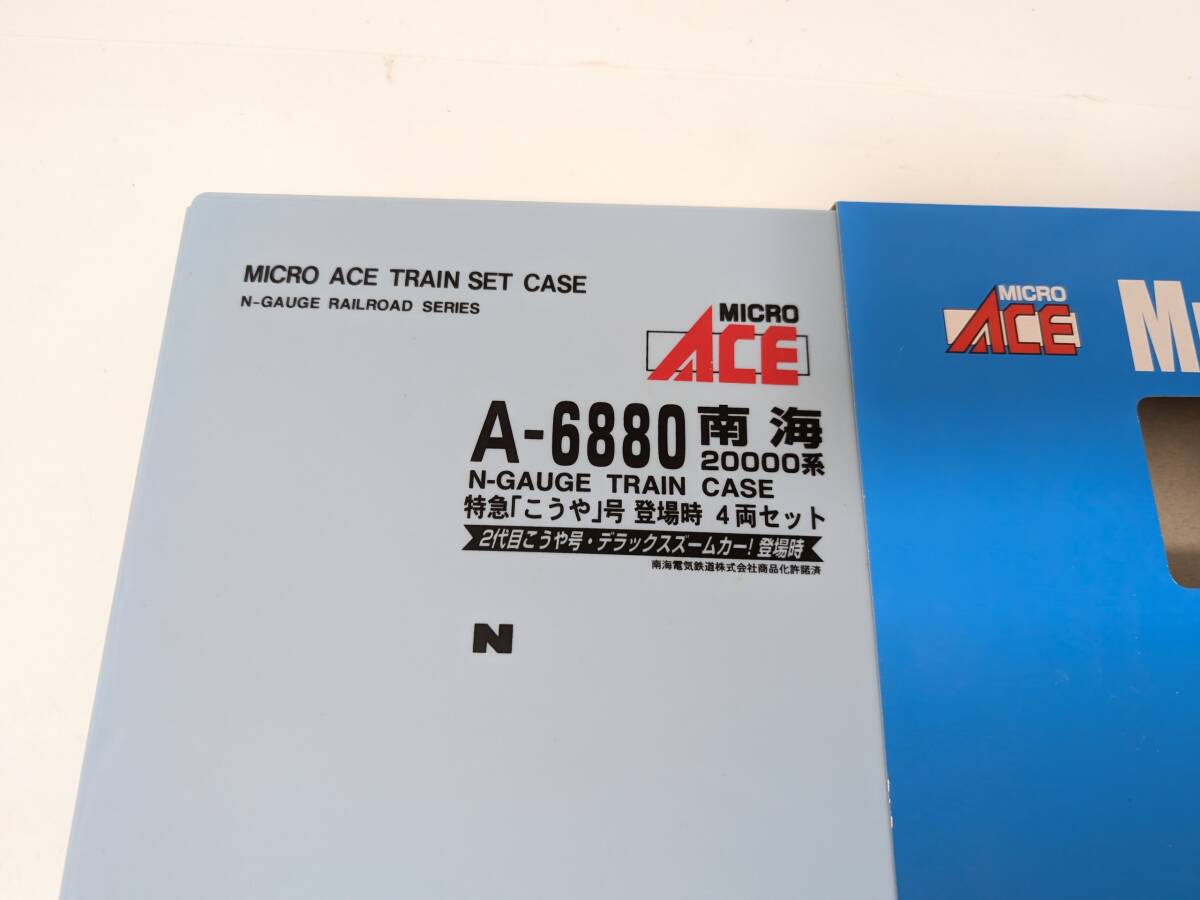 MICRO ACE TRAIN SET CASE
N-GAUGE RAILROAD SERIES
MICRO
ACE
A-6880 南海
20000系
N-GAUGE TRAIN CASE
特急「こうや」号 登場時 4両セット
2代目こうや号・デラックスズームカー!登場時
南海電気鉄道株式会社商品化許諾済
N
MICRO
ACE